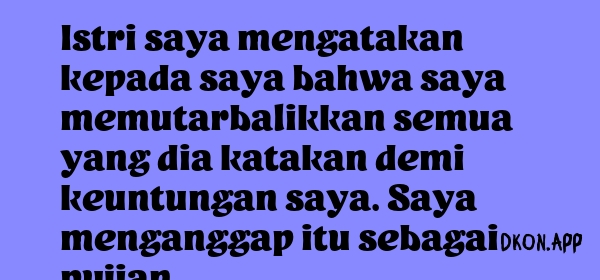 Istri saya mengatakan
kepada saya bahwa saya
memutarbalikkan semua
yang dia katakan demi
keuntungan saya. Saya
menganggap itu sebagai
DKON.APP